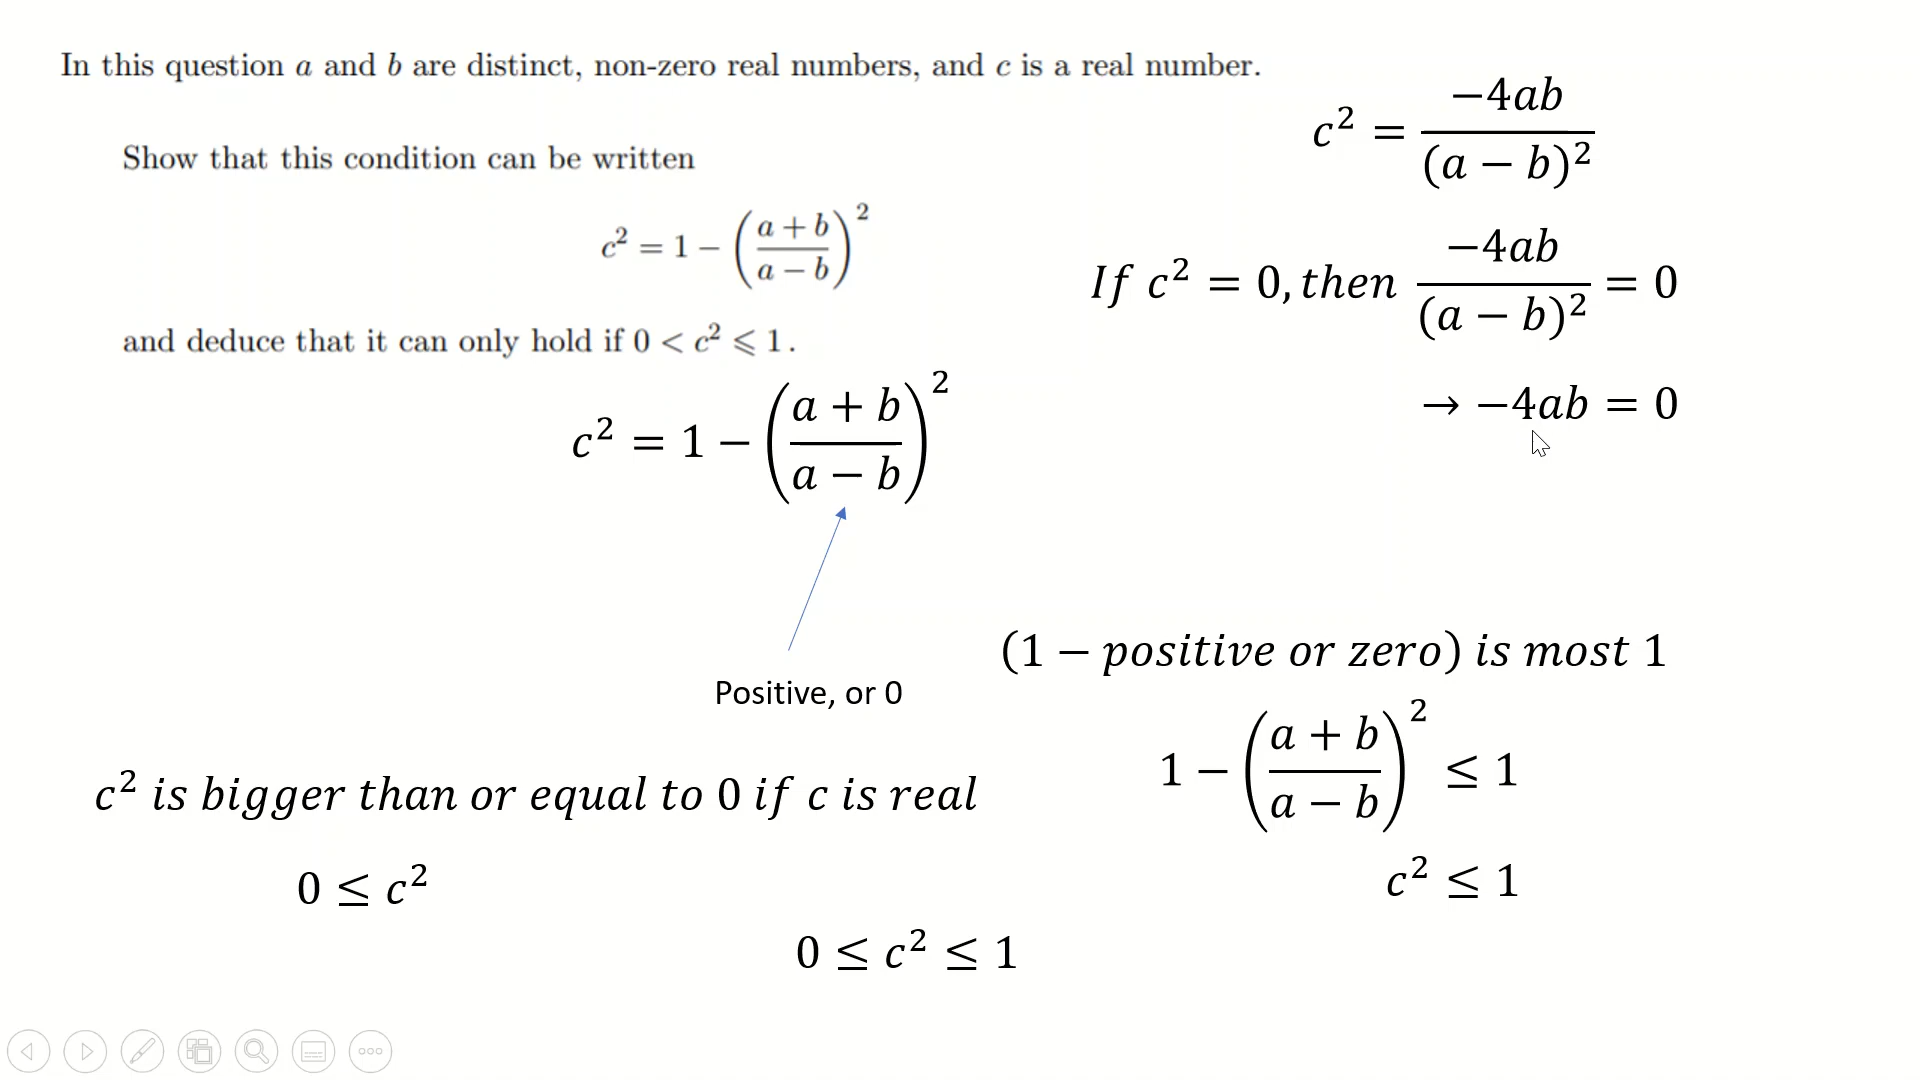 In this question a and b are distinct, non-zero real numbers, and c is a real number.
Show that this condition can be written
c² = 1 − ((a + b)/(a − b))²
and deduce that it can only hold if 0 < c² ⩽ 1.
c² = 1 − ((a + b)/(a − b))²
Positive, or 0
c² is bigger than or equal to 0 if c is real
0 ≤ c²
0 ≤ c² ≤ 1
c² = −4ab/(a − b)²
If c² = 0, then −4ab/(a − b)² = 0
→ −4ab = 0
(1 − positive or zero) is most 1
1 − ((a + b)/(a − b))² ≤ 1
c² ≤ 1